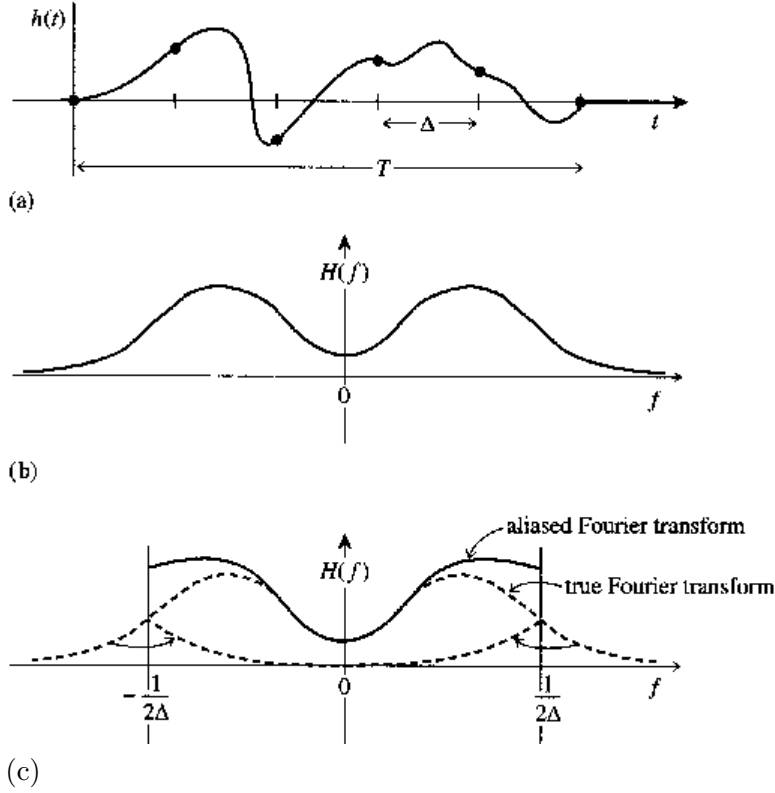 h(t)
Δ
t
T
(a)
H(f)
0
f
(b)
aliased Fourier transform
H(f)
true Fourier transform
-1/2Δ
0
1/2Δ
f
(c)